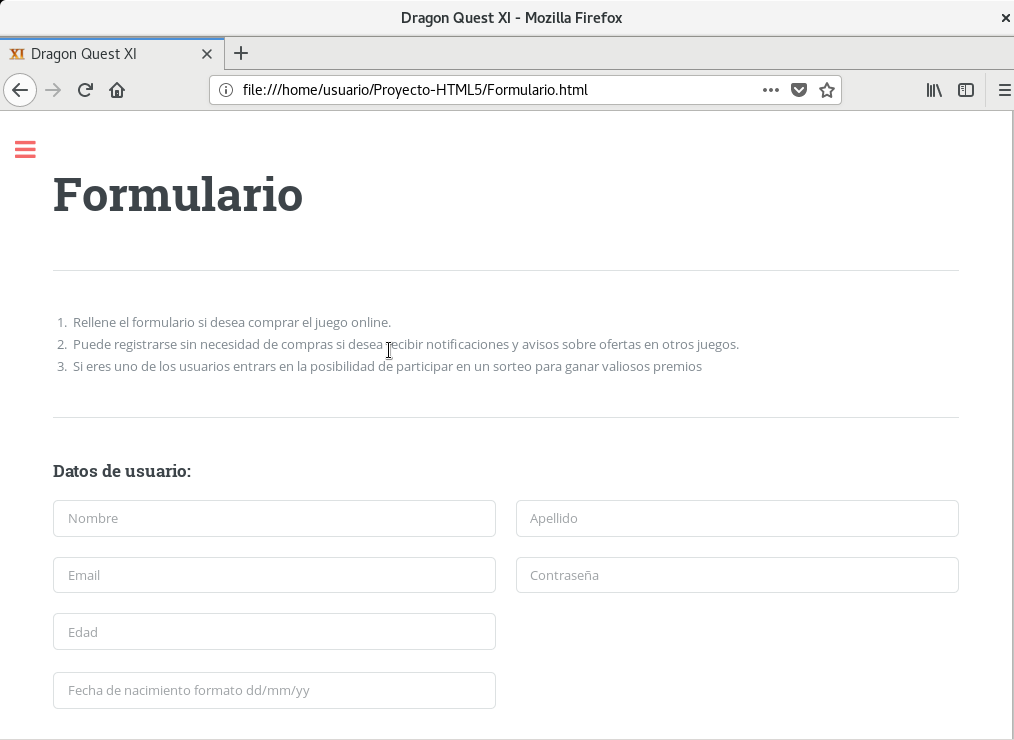 Dragon Quest XI - Mozilla Firefox
XI Dragon Quest XI
file:///home/usuario/Proyecto-HTML5/Formulario.html
Formulario
1. Rellene el formulario si desea comprar el juego online.
2. Puede registrarse sin necesidad de compras si desea recibir notificaciones y avisos sobre ofertas en otros juegos.
3. Si eres uno de los usuarios entrars en la posibilidad de participar en un sorteo para ganar valiosos premios
Datos de usuario:
Nombre
Apellido
Email
Contraseña
Edad
Fecha de nacimiento formato dd/mm/yy